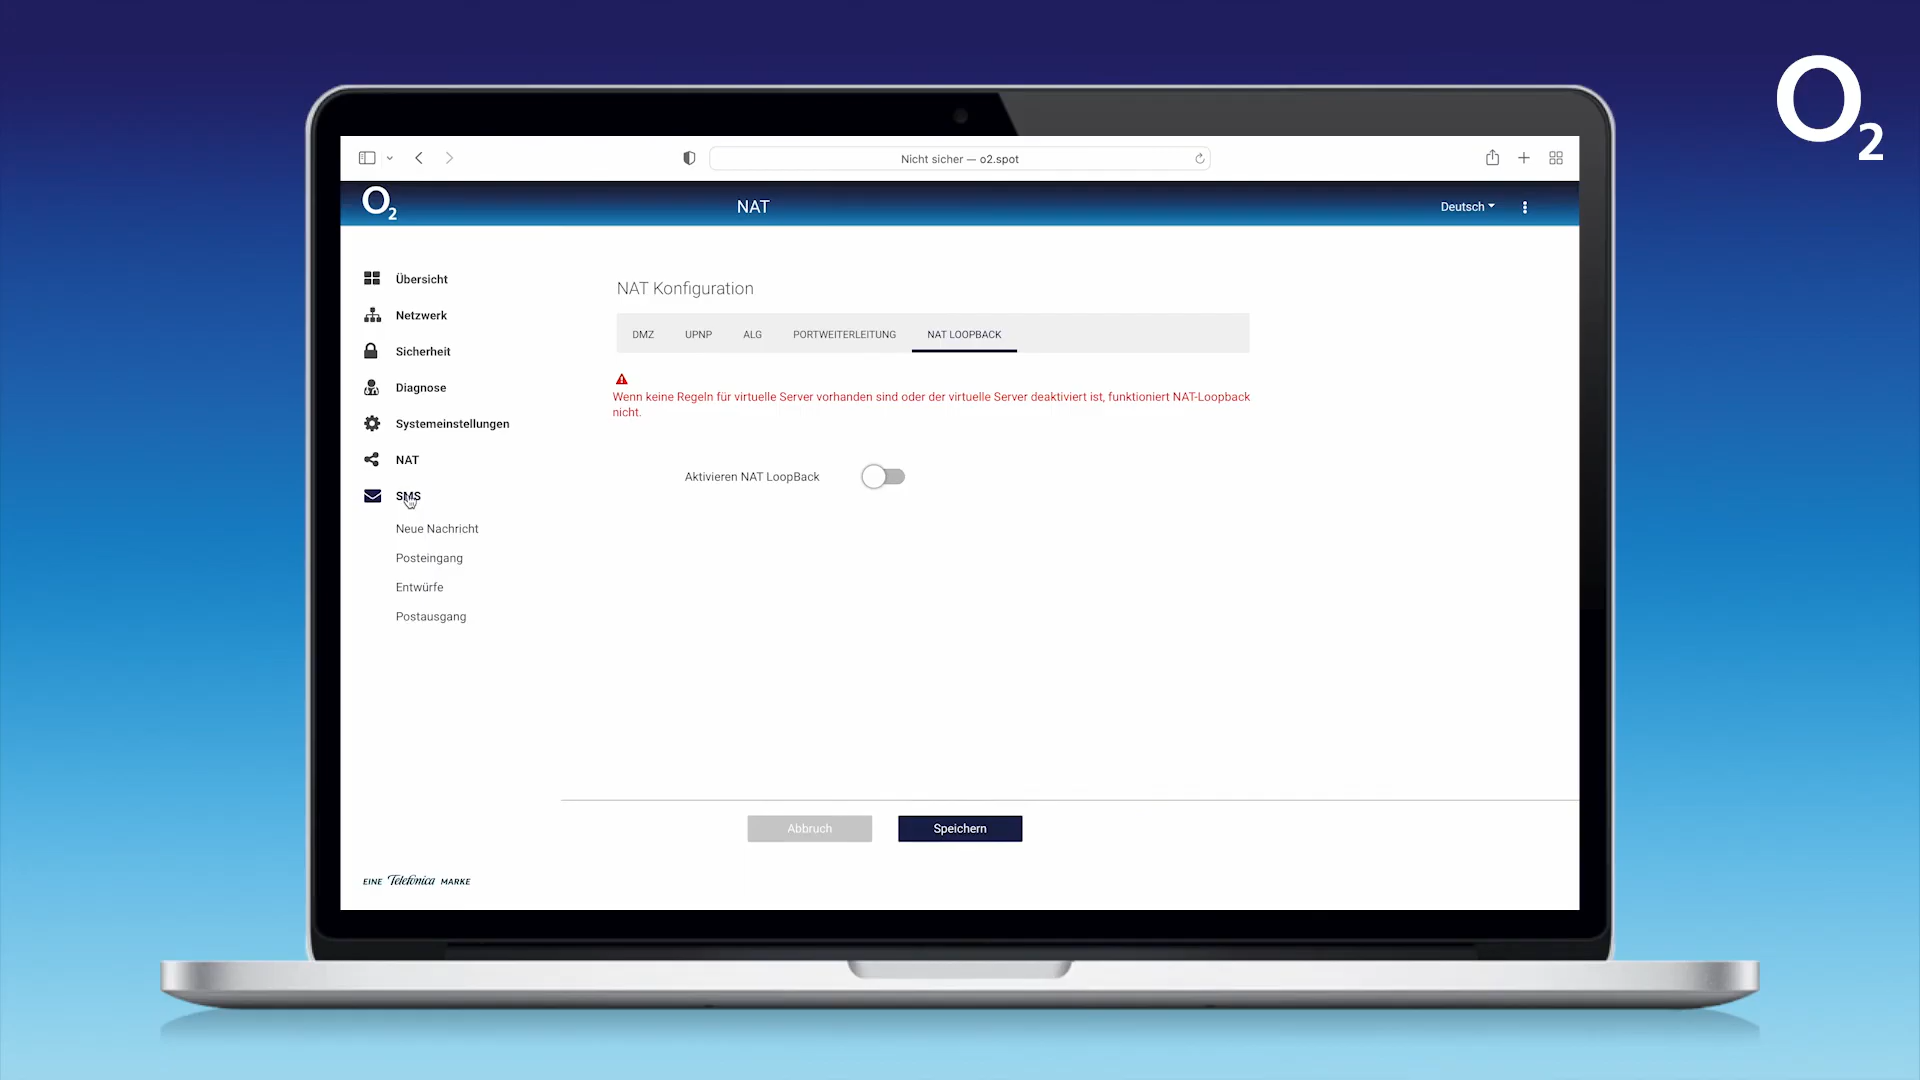 O2
Nicht sicher — o2.spot
O2
NAT
Deutsch
Übersicht
Netzwerk
Sicherheit
Diagnose
Systemeinstellungen
NAT
SMS
Neue Nachricht
Posteingang
Entwürfe
Postausgang
NAT Konfiguration
DMZ UPNP ALG PORTWEITERLEITUNG NAT LOOPBACK
Wenn keine Regeln für virtuelle Server vorhanden sind oder der virtuelle Server deaktiviert ist, funktioniert NAT-Loopback
nicht.
Aktivieren NAT LoopBack
Abbruch Speichern
EINE Telefónica MARKE